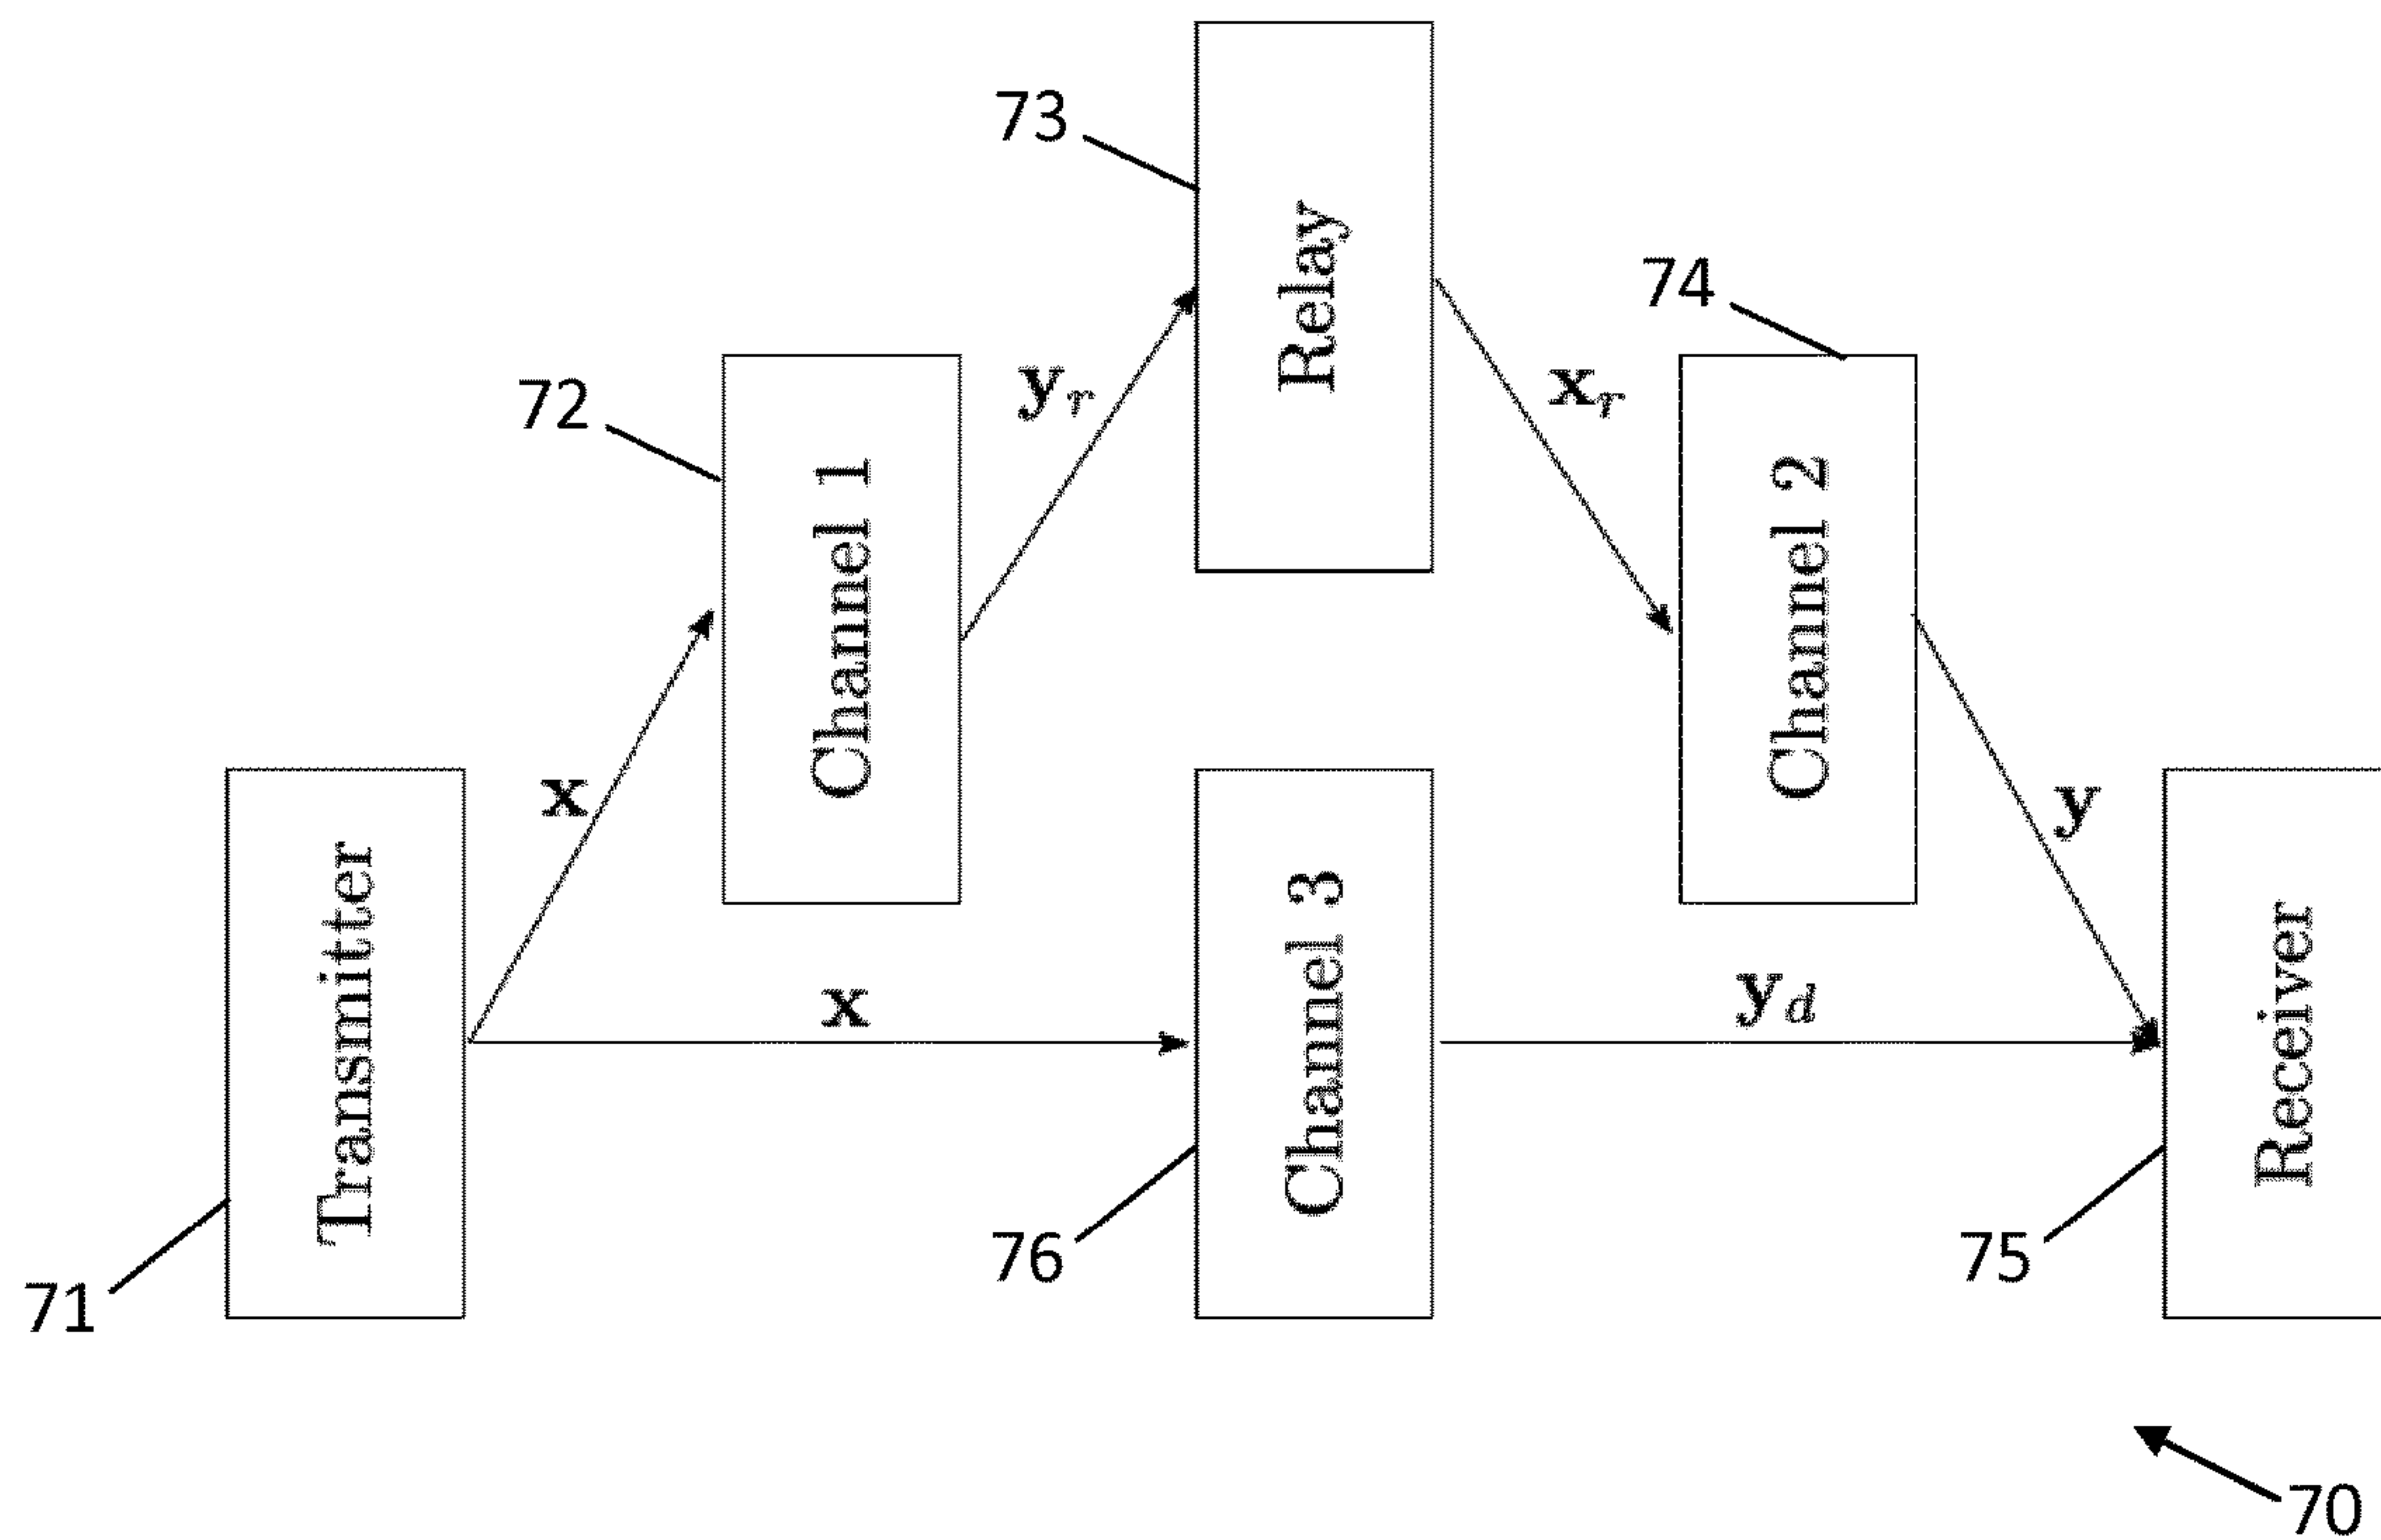 73
Relay
74
72
y_r
x_r
Channel 1
Channel 2
x
y
Transmitter
x
Channel 3
y_d
Receiver
71
76
75
70